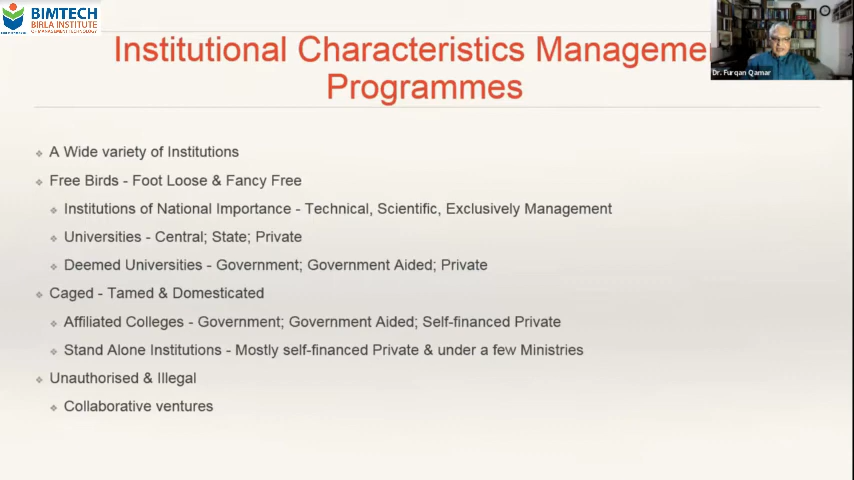 BIMTECH
BIRLA INSTITUTE
OF MANAGEMENT TECHNOLOGY
Institutional Characteristics Manageme
Programmes
Dr. Furqan Qamar
A Wide variety of Institutions
Free Birds - Foot Loose & Fancy Free
Institutions of National Importance - Technical, Scientific, Exclusively Management
Universities - Central; State; Private
Deemed Universities - Government; Government Aided; Private
Caged - Tamed & Domesticated
Affiliated Colleges - Government; Government Aided; Self-financed Private
Stand Alone Institutions - Mostly self-financed Private & under a few Ministries
Unauthorised & Illegal
Collaborative ventures